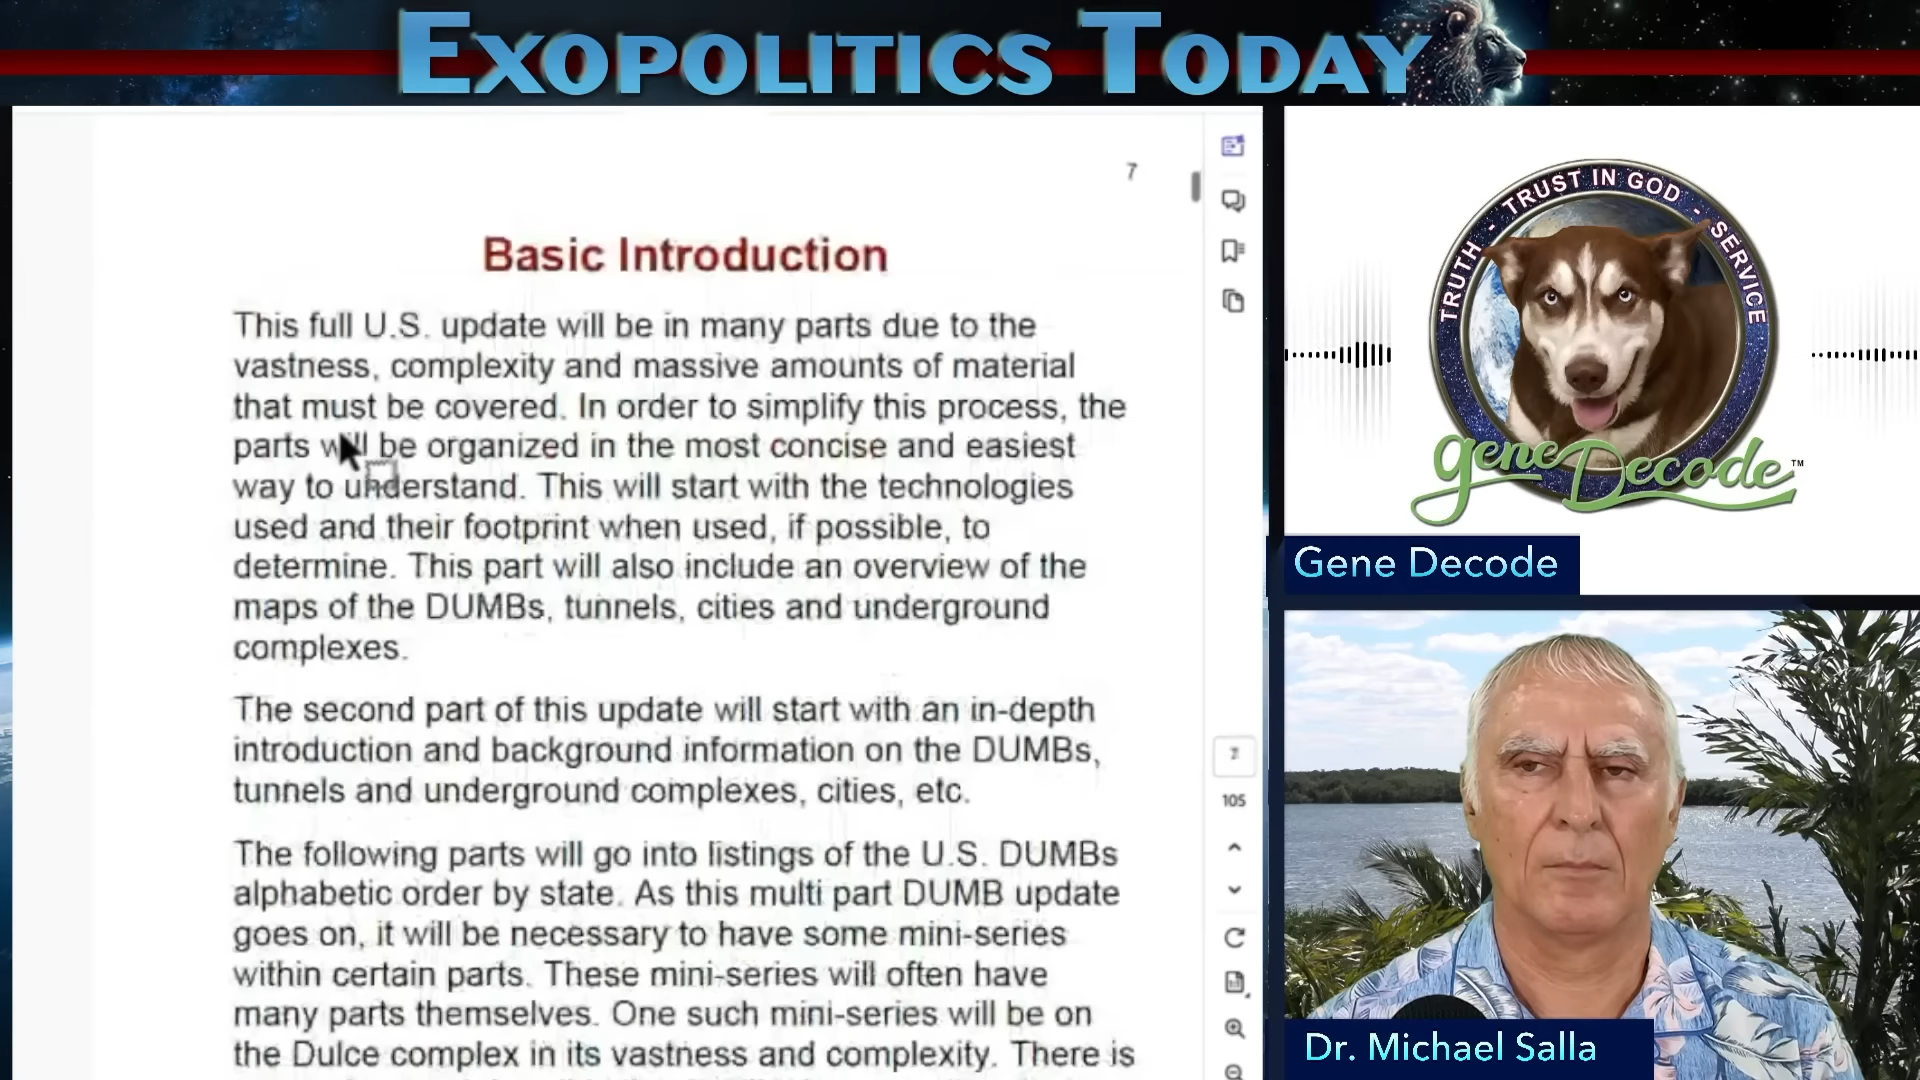 EXOPOLITICS TODAY
7
Basic Introduction
This full U.S. update will be in many parts due to the
vastness, complexity and massive amounts of material
that must be covered. In order to simplify this process, the
parts will be organized in the most concise and easiest
way to understand. This will start with the technologies
used and their footprint when used, if possible, to
determine. This part will also include an overview of the
maps of the DUMBs, tunnels, cities and underground
complexes.
The second part of this update will start with an in-depth
introduction and background information on the DUMBs,
tunnels and underground complexes, cities, etc.
The following parts will go into listings of the U.S. DUMBs
alphabetic order by state. As this multi part DUMB update
goes on, it will be necessary to have some mini-series
within certain parts. These mini-series will often have
many parts themselves. One such mini-series will be on
the Dulce complex in its vastness and complexity. There is
7
105
TRUTH - TRUST IN GOD - SERVICE
gene Decode™
Gene Decode
Dr. Michael Salla